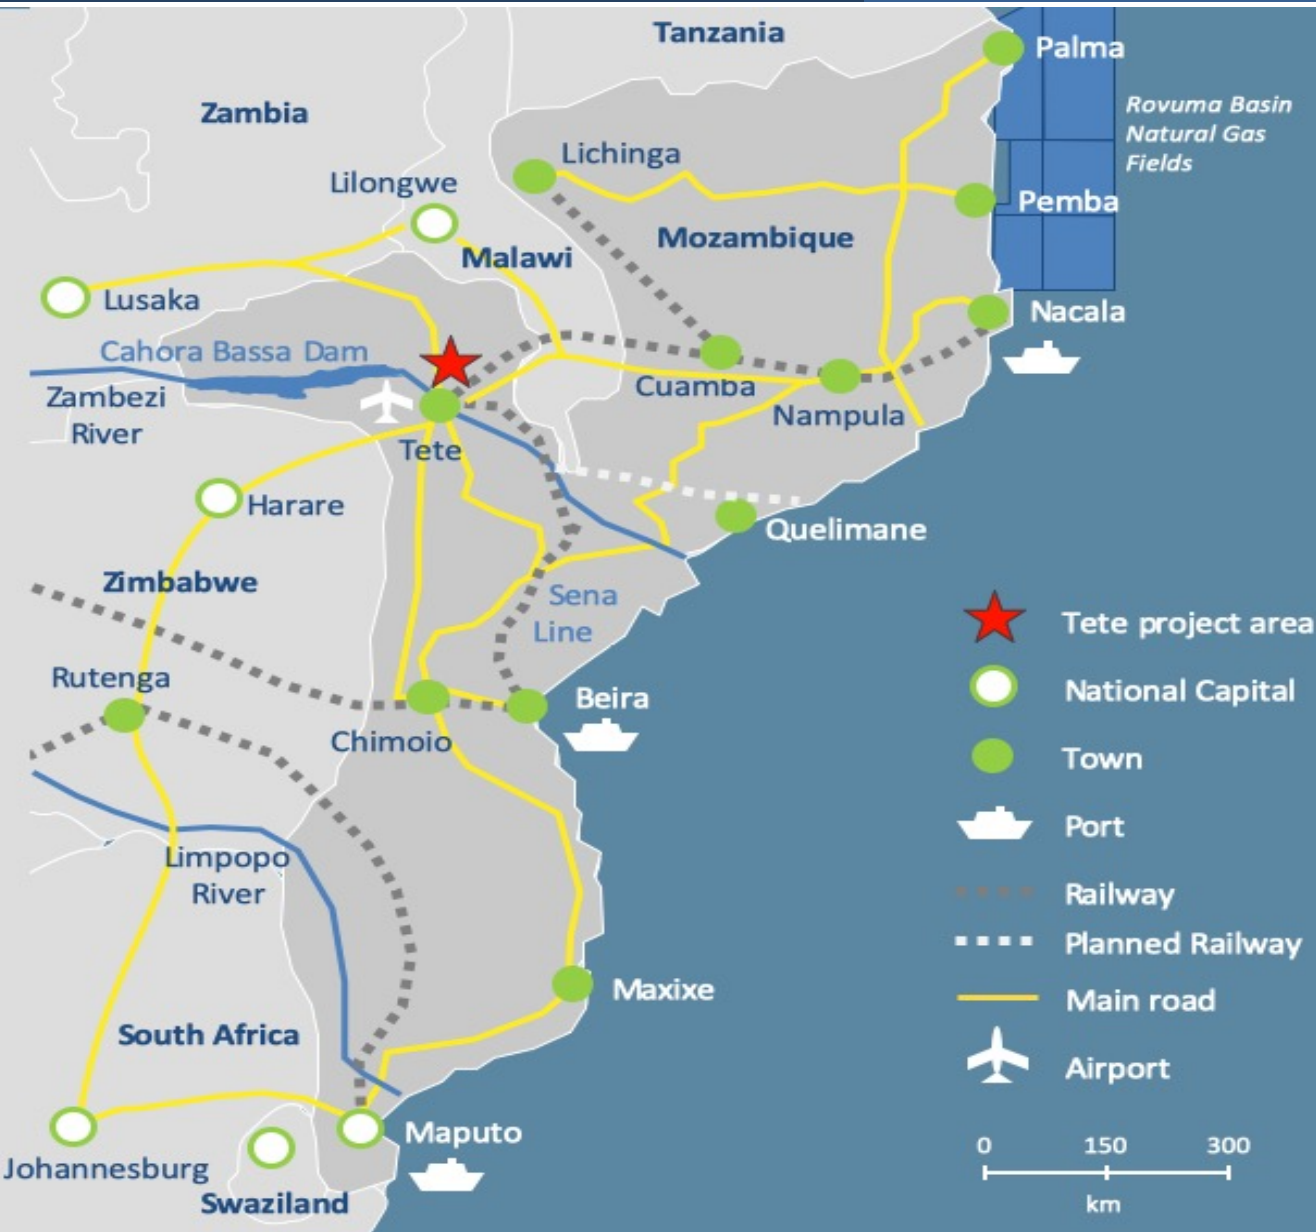 Tanzania
Palma
Zambia
Rovuma Basin
Natural Gas
Fields
Lichinga
Lilongwe
Pemba
Mozambique
Malawi
Lusaka
Nacala
Cahora Bassa Dam
Cuamba
Zambezi
River
Nampula
Tete
Harare
Quelimane
Zimbabwe
Sena
Line
Tete project area
Rutenga
National Capital
Beira
Chimoio
Town
Port
Limpopo
River
Railway
Planned Railway
Maxixe
Main road
South Africa
Airport
Maputo
0 150 300
km
Johannesburg
Swaziland